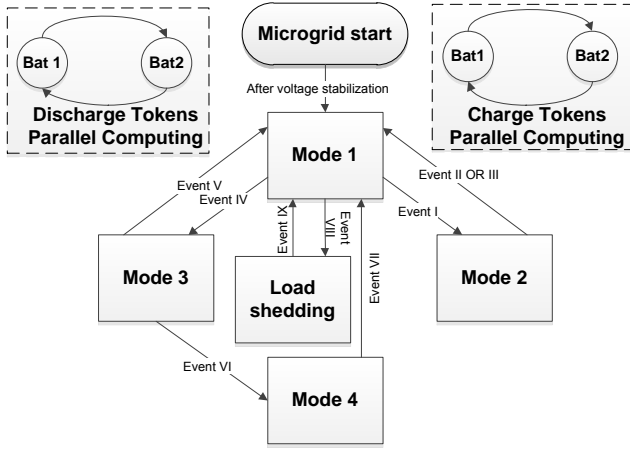 Bat 1
Bat2
Discharge Tokens
Parallel Computing
Microgrid start
Bat1
Bat2
Charge Tokens
Parallel Computing
After voltage stabilization
Mode 1
Event V
Event IV
Event IX
Event
VIII
Event VII
Event II OR III
Event I
Mode 3
Load
shedding
Mode 2
Event VI
Mode 4